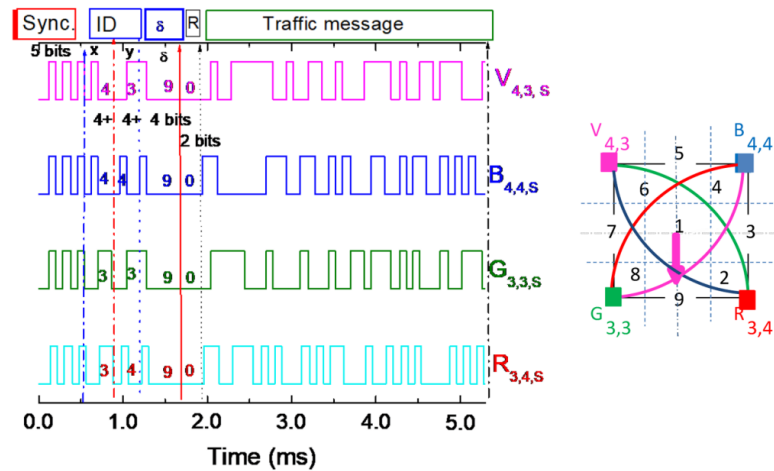 Sync. ID δ R Traffic message
5 bits x y δ
4 3 9 0
V4,3, S
4+ 4+ 4 bits
2 bits
4 4 9 0
B4,4,S
3 3 9 0
G3,3,S
3 4 9 0
R3,4,S
0.0 1.0 2.0 3.0 4.0 5.0
Time (ms)
V B
4,3 4,4
5
6 4
7 1 3
8 2
9
G R
3,3 3,4